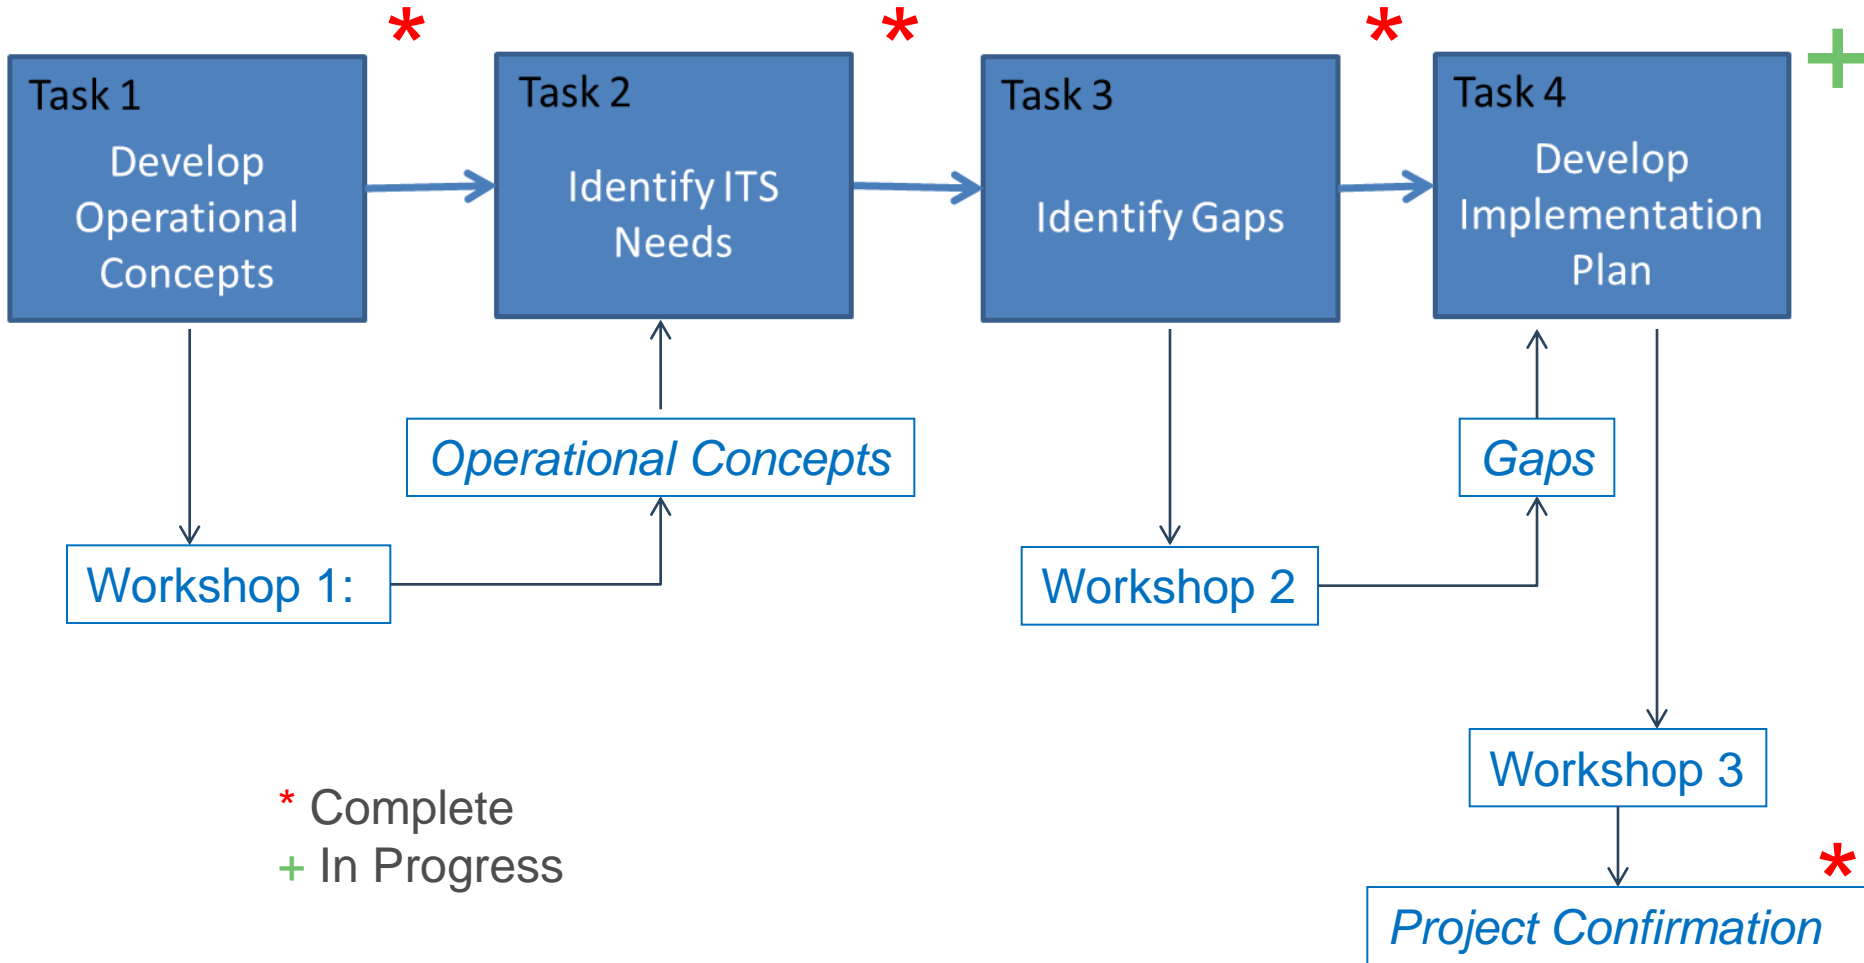 *
*
*
+
Task 1
Develop
Operational
Concepts
Task 2
Identify ITS
Needs
Task 3
Identify Gaps
Task 4
Develop
Implementation
Plan
Operational Concepts
Gaps
Workshop 1:
Workshop 2
Workshop 3
* Complete
+ In Progress
*
Project Confirmation